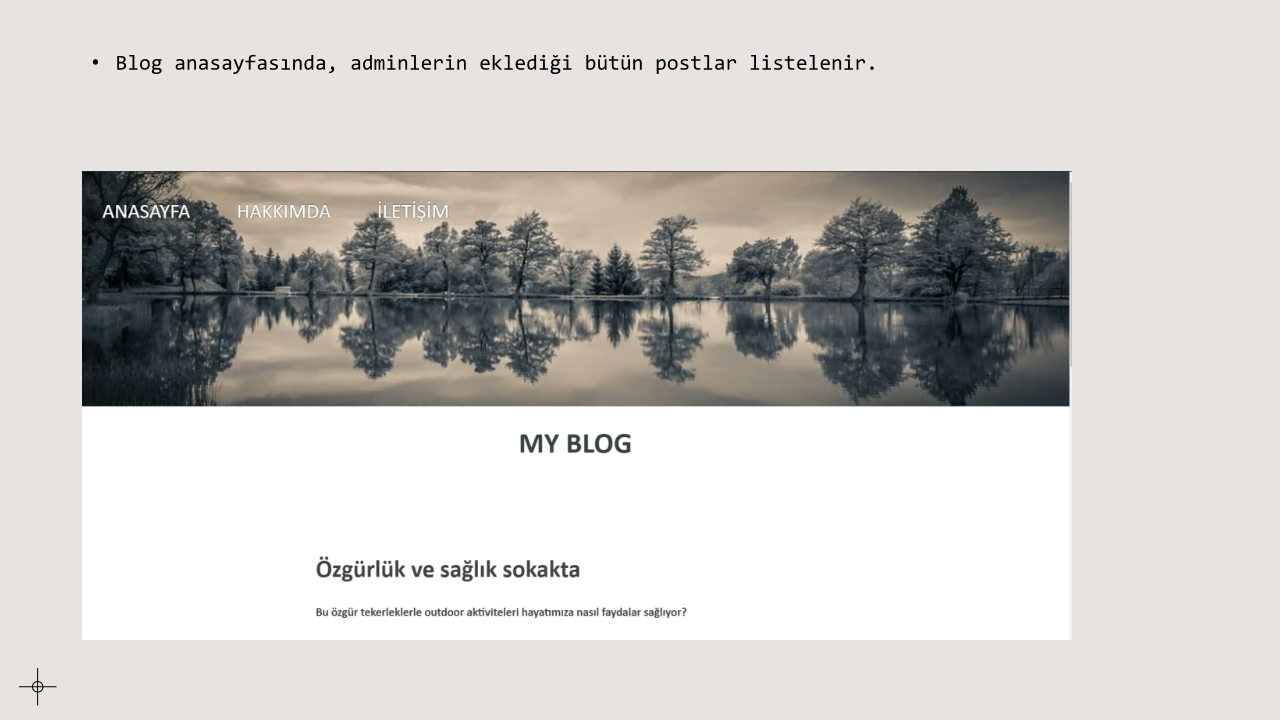 • Blog anasayfasında, adminlerin eklediği bütün postlar listelenir.
ANASAYFA HAKKIMDA İLETİŞİM
MY BLOG
Özgürlük ve sağlık sokakta
Bu özgür tekerleklerle outdoor aktiviteleri hayatımıza nasıl faydalar sağlıyor?